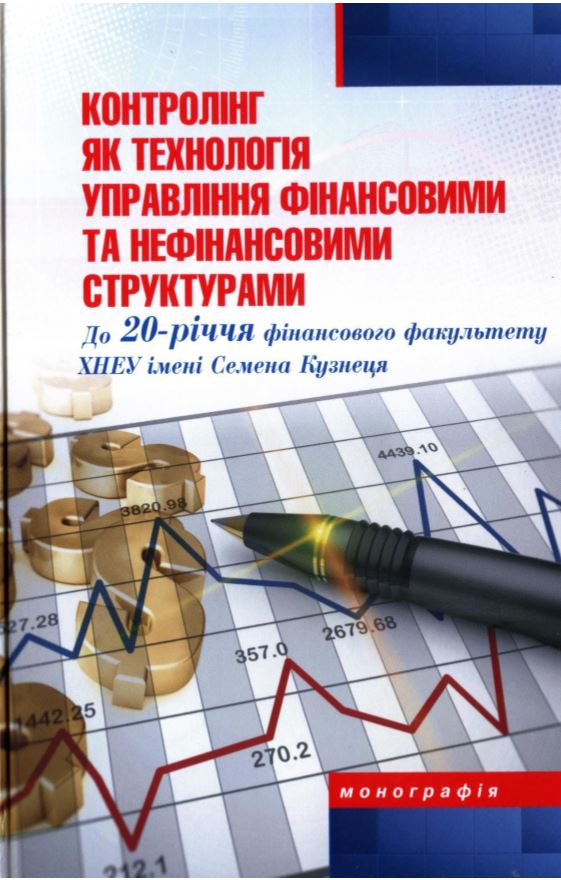 КОНТРОЛІНГ
ЯК ТЕХНОЛОГІЯ
УПРАВЛІННЯ ФІНАНСОВИМИ
ТА НЕФІНАНСОВИМИ
СТРУКТУРАМИ
До 20-річчя фінансового факультету
ХНЕУ імені Семена Кузнеця
4439.10
3820.98
527.28
2679.68
357.0
1442.25
270.2
монографія
212.1